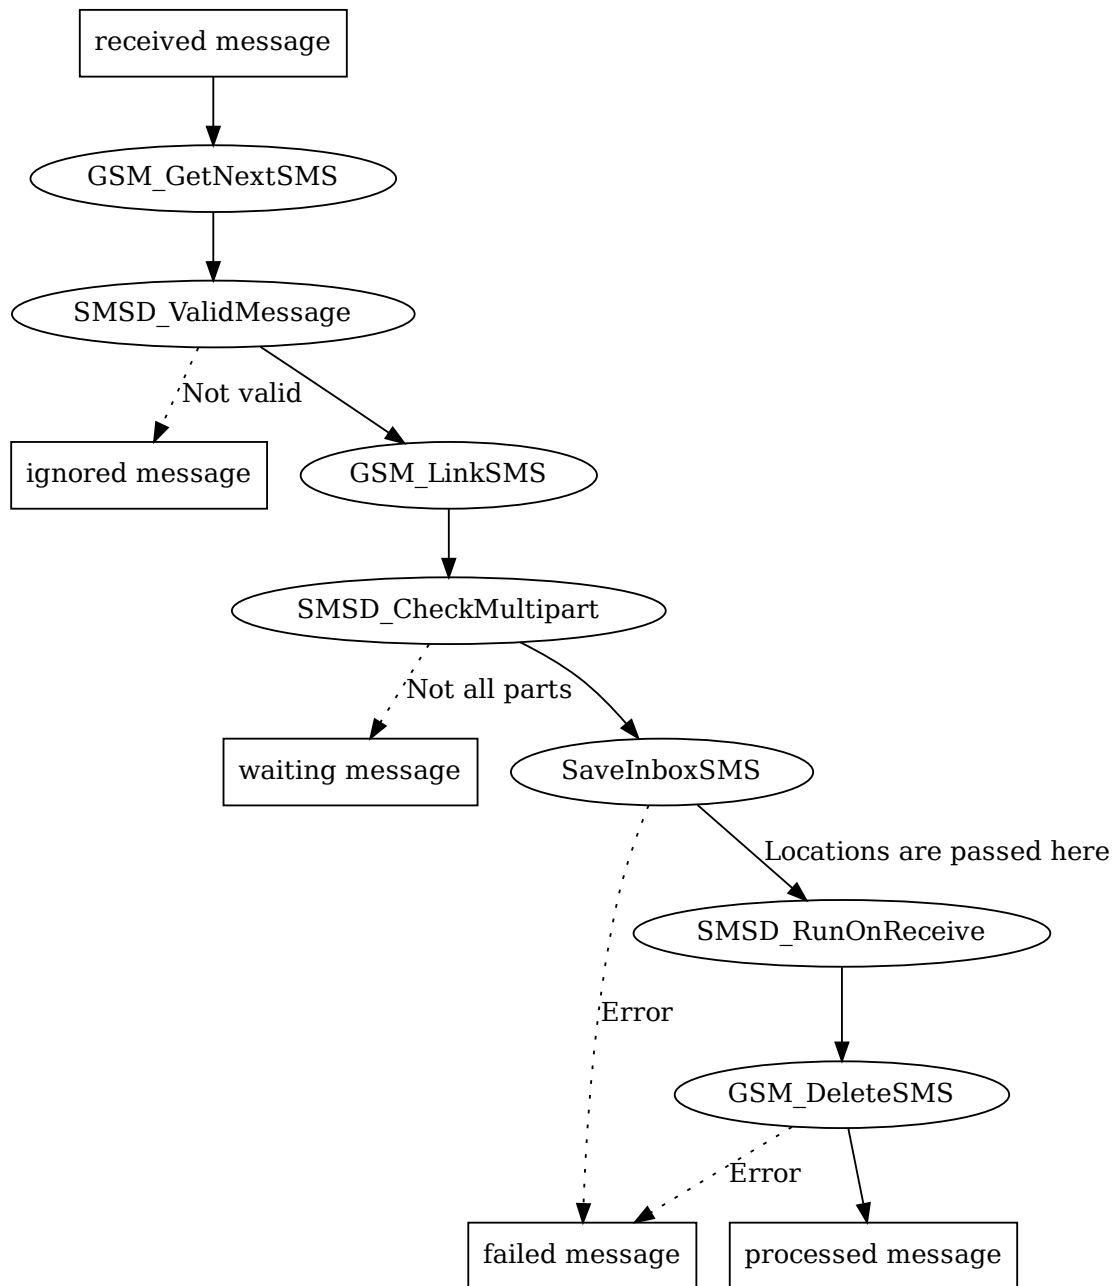 received message
GSM_GetNextSMS
SMSD_ValidMessage
Not valid
ignored message
GSM_LinkSMS
SMSD_CheckMultipart
Not all parts
waiting message
SaveInboxSMS
Locations are passed here
SMSD_RunOnReceive
Error
GSM_DeleteSMS
Error
failed message
processed message